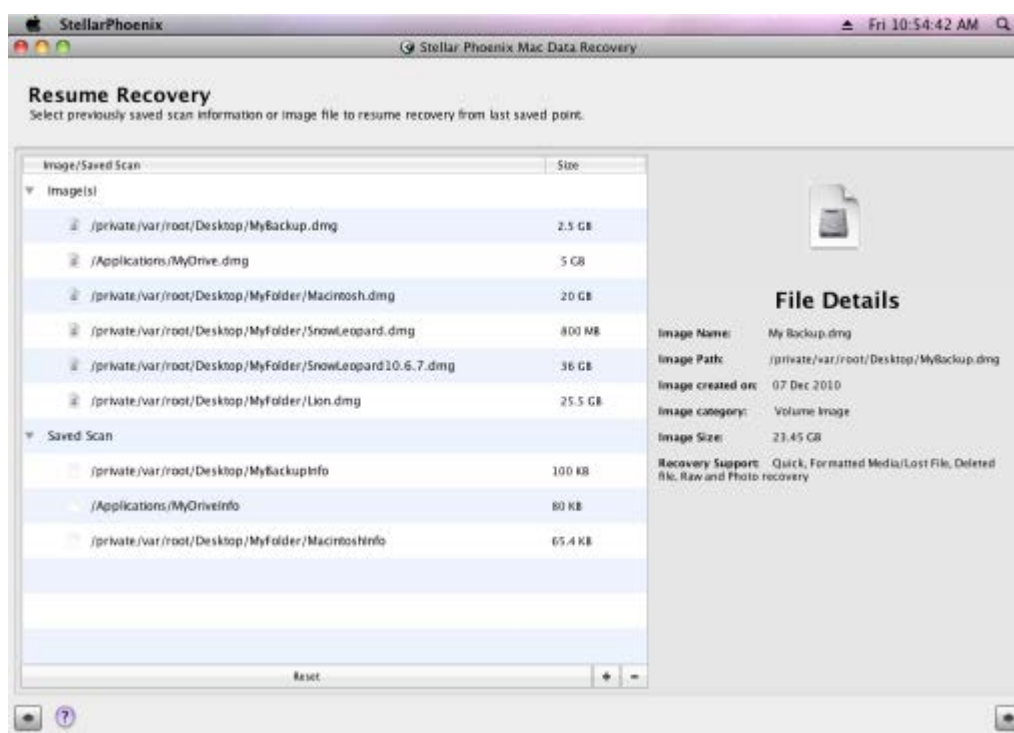 StellarPhoenix Fri 10:54:42 AM
Stellar Phoenix Mac Data Recovery
Resume Recovery
Select previously saved scan information or image file to resume recovery from last saved point.
Image/Saved Scan Size
Image(s)
/private/var/root/Desktop/MyBackup.dmg 2.5 GB
/Applications/MyDrive.dmg 5 GB
/private/var/root/Desktop/MyFolder/Macintosh.dmg 20 GB
/private/var/root/Desktop/MyFolder/SnowLeopard.dmg 800 MB
/private/var/root/Desktop/MyFolder/SnowLeopard10.6.7.dmg 36 GB
/private/var/root/Desktop/MyFolder/Lion.dmg 25.5 GB
Saved Scan
/private/var/root/Desktop/MyBackupInfo 100 KB
/Applications/MyDriveInfo 80 KB
/private/var/root/Desktop/MyFolder/MacintoshInfo 65.4 KB
Reset + -
File Details
Image Name: My Backup.dmg
Image Path: /private/var/root/Desktop/MyBackup.dmg
Image created on: 07 Dec 2010
Image category: Volume Image
Image Size: 23.45 GB
Recovery Support: Quick, Formatted Media/Lost File, Deleted
file, Raw and Photo recovery
?